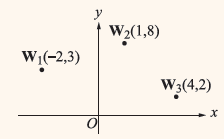 y
W₂(1,8)
W₁(–2,3)
W₃(4,2)
O
x